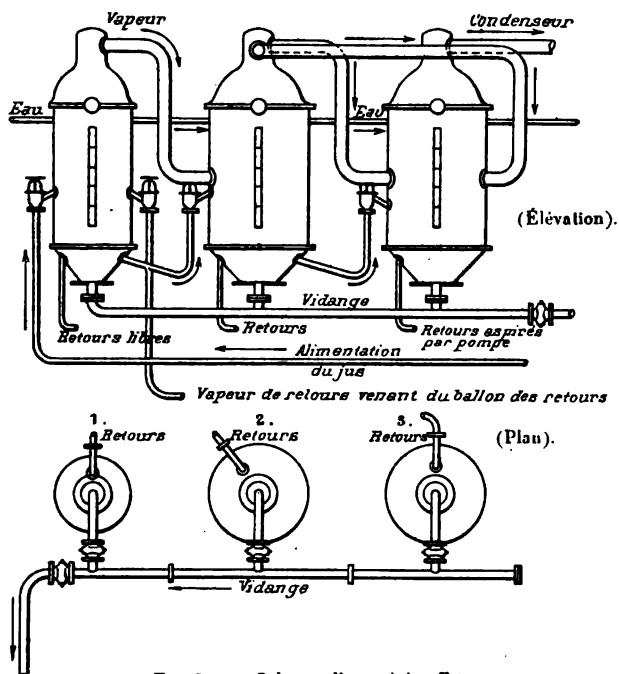 Vapeur
Condenseur
Eau
Eau
(Élévation).
Vidange
Retours libres
Retours
Retours aspirés
par pompe
Alimentation
du jus
Vapeur de retours venant du ballon des retours
1.
Retours
2.
Retours
3.
Retours
(Plan).
Vidange